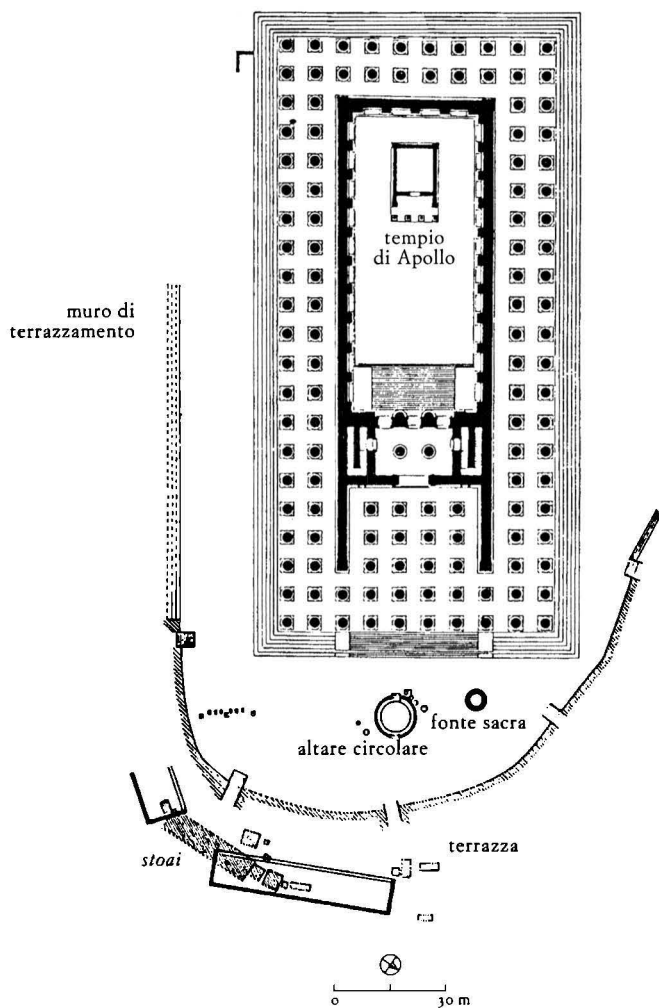 tempio
di Apollo
muro di
terrazzamento
fonte sacra
altare circolare
terrazza
stoai
0 30 m